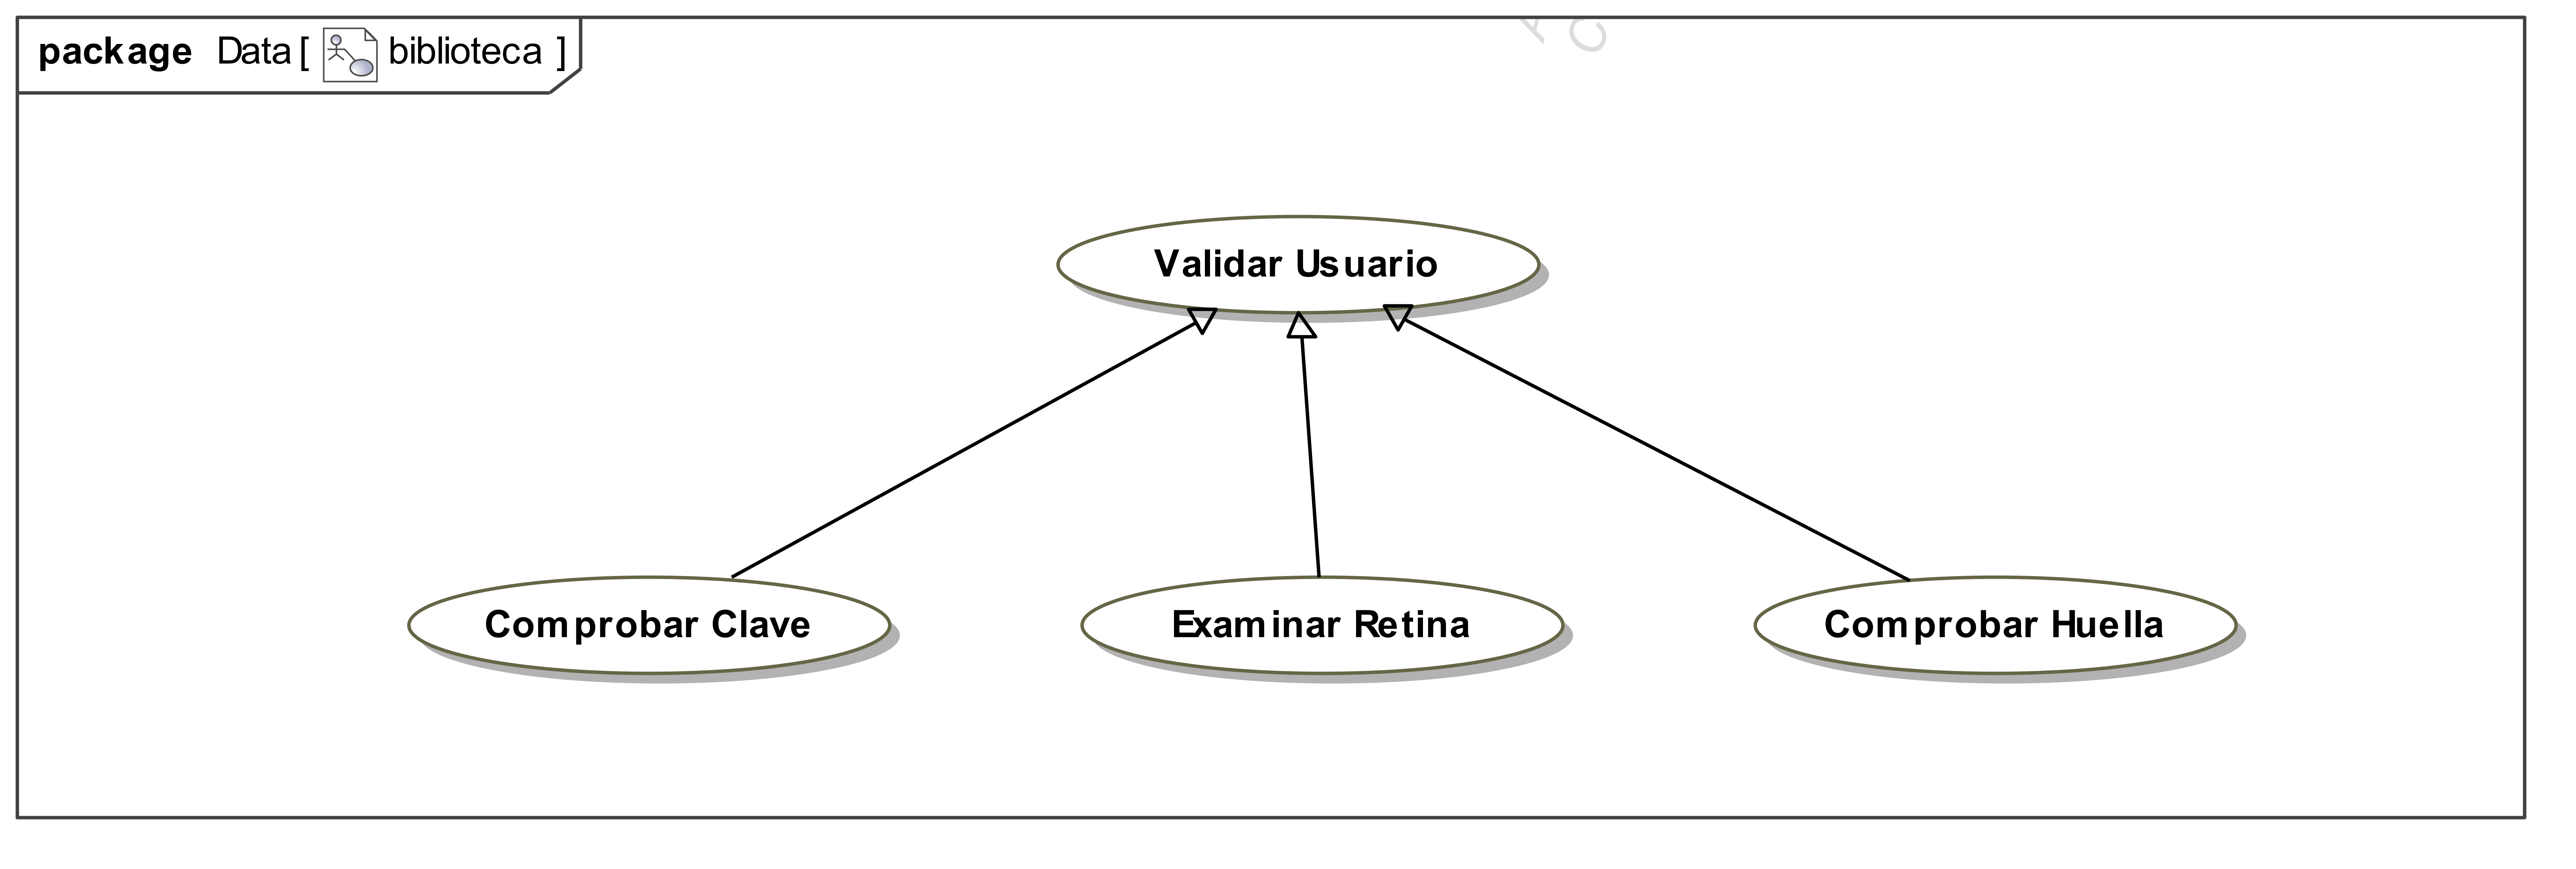 package Data [ biblioteca ]
A
C
Validar Usuario
Comprobar Clave
Examinar Retina
Comprobar Huella